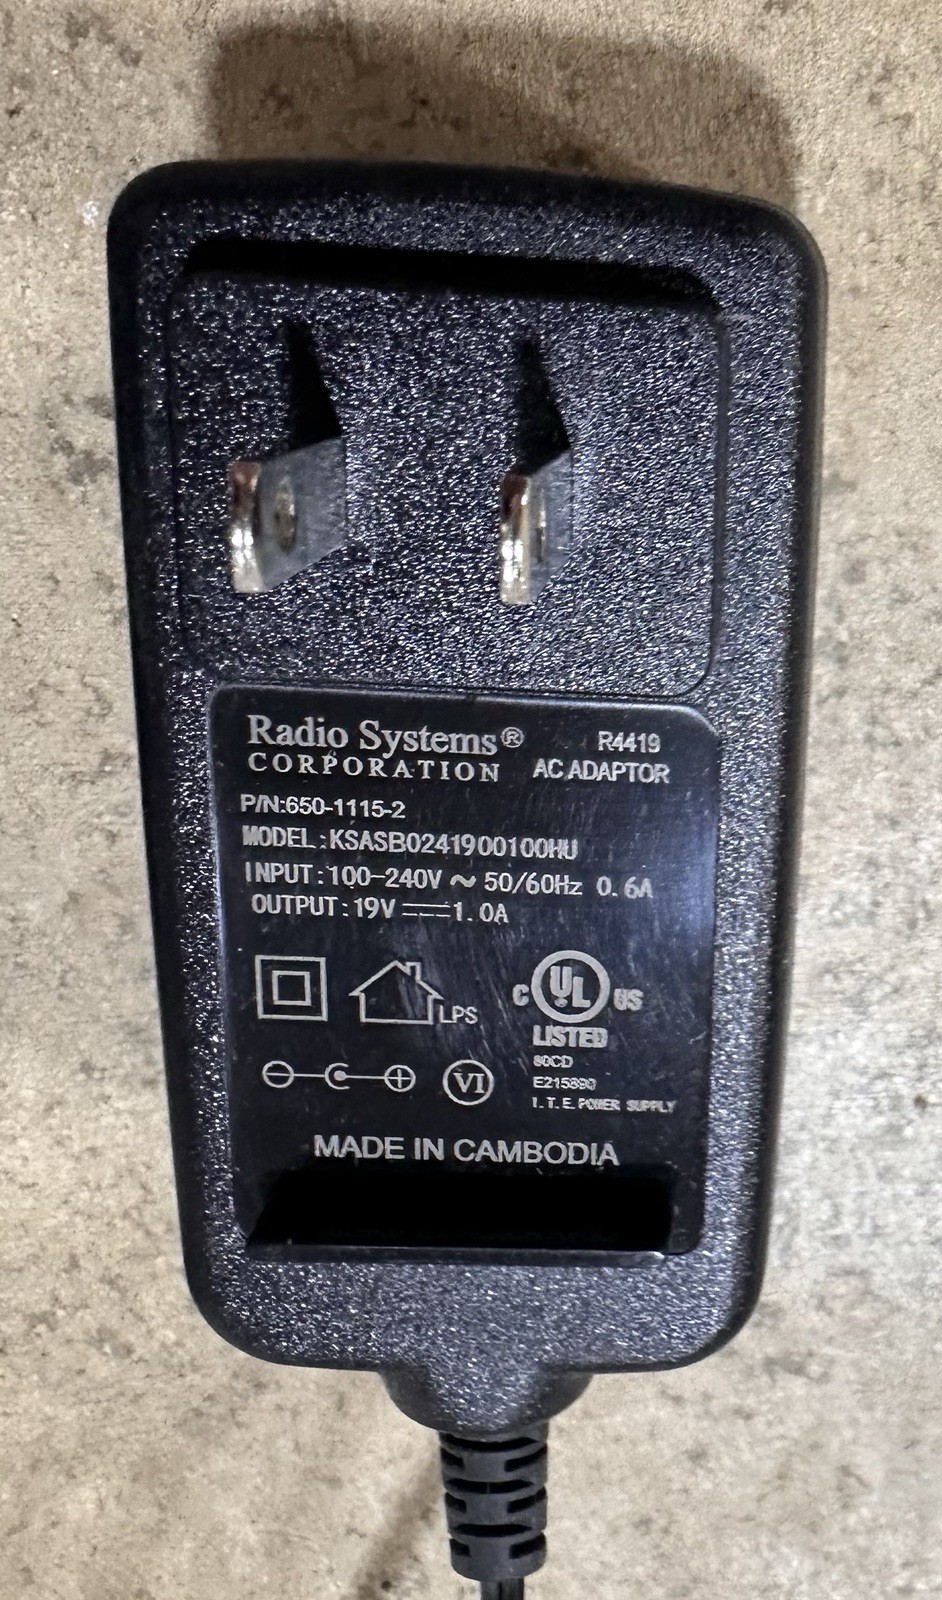 Radio Systems® R4419
CORPORATION AC ADAPTOR
P/N:650-1115-2
MODEL:KSASB0241900100HU
INPUT:100-240V ~ 50/60Hz 0.6A
OUTPUT:19V ⎓ 1.0A
LPS
C UL US
LISTED
80CD
E215890
I.T.E. POWER SUPPLY
VI
MADE IN CAMBODIA